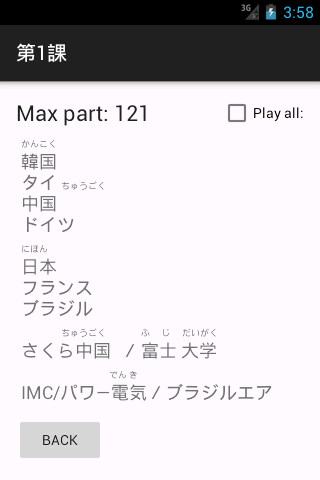 3G 3:58
第1課
Max part: 121 Play all:
かんこく
韓国
タイ ちゅうごく
中国
ドイツ
にほん
日本
フランス
ブラジル
ちゅうごく ふ じ だいがく
さくら中国 / 富士 大学
でん き
IMC/パワー電気 / ブラジルエア
BACK